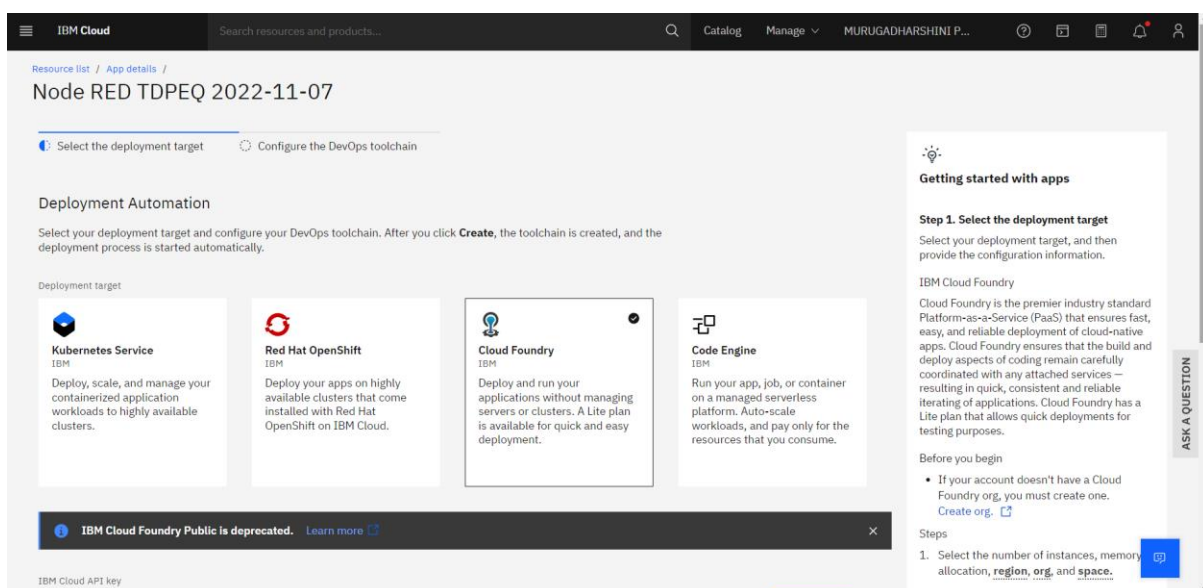 IBM Cloud
Search resources and products...
Catalog
Manage
MURUGADHARSHINI P...
Resource list / App details /
Node RED TDPEQ 2022-11-07
Select the deployment target
Configure the DevOps toolchain
Deployment Automation
Select your deployment target and configure your DevOps toolchain. After you click Create, the toolchain is created, and the
deployment process is started automatically.
Deployment target
Kubernetes Service
IBM
Deploy, scale, and manage your
containerized application
workloads to highly available
clusters.
Red Hat OpenShift
IBM
Deploy your apps on highly
available clusters that come
installed with Red Hat
OpenShift on IBM Cloud.
Cloud Foundry
IBM
Deploy and run your
applications without managing
servers or clusters. A Lite plan
is available for quick and easy
deployment.
Code Engine
IBM
Run your app, job, or container
on a managed serverless
platform. Auto-scale
workloads, and pay only for the
resources that you consume.
IBM Cloud Foundry Public is deprecated. Learn more
IBM Cloud API key
Getting started with apps
Step 1. Select the deployment target
Select your deployment target, and then
provide the configuration information.
IBM Cloud Foundry
Cloud Foundry is the premier industry standard
Platform-as-a-Service (PaaS) that ensures fast,
easy, and reliable deployment of cloud-native
apps. Cloud Foundry ensures that the build and
deploy aspects of coding remain carefully
coordinated with any attached services —
resulting in quick, consistent and reliable
iterating of applications. Cloud Foundry has a
Lite plan that allows quick deployments for
testing purposes.
Before you begin
• If your account doesn't have a Cloud
Foundry org, you must create one.
Create org.
Steps
1. Select the number of instances, memory
allocation, region, org, and space.
ASK A QUESTION